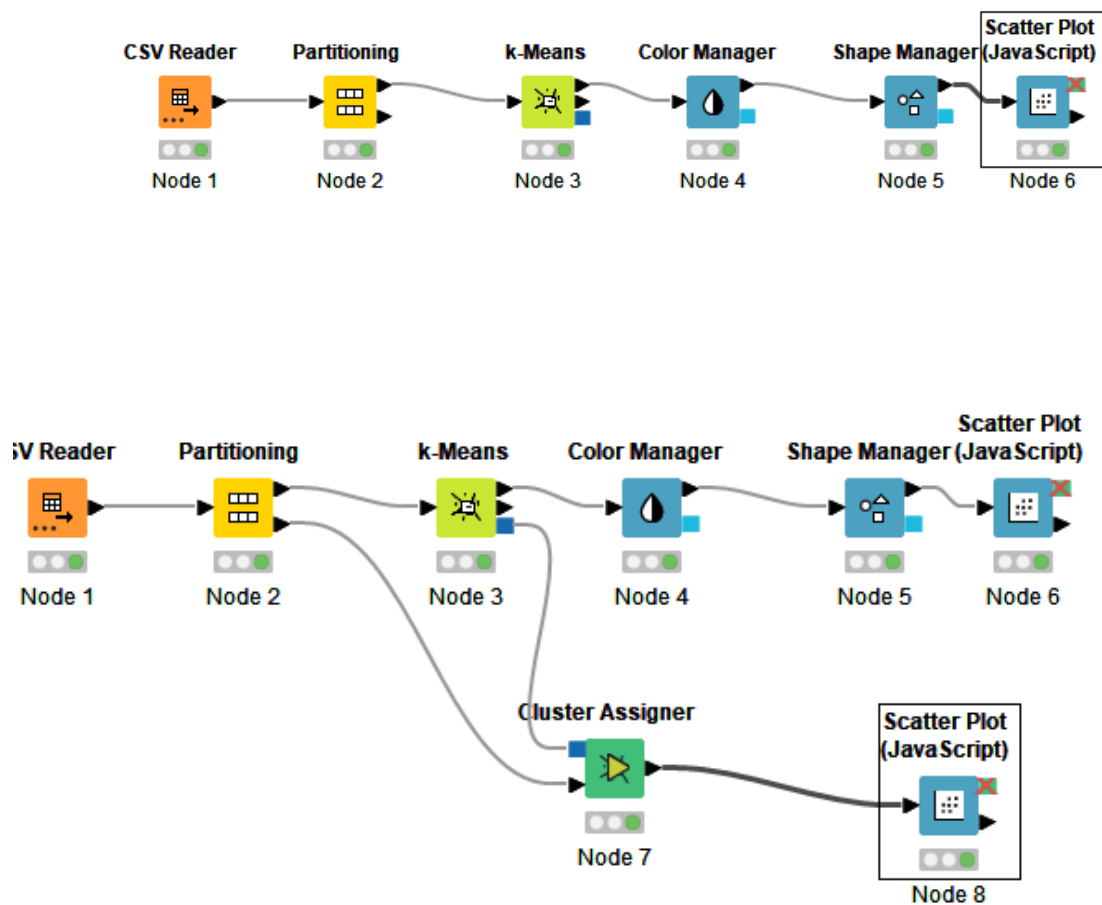 Scatter Plot
CSV Reader Partitioning k-Means Color Manager Shape Manager (JavaScript)
Node 1 Node 2 Node 3 Node 4 Node 5 Node 6
Scatter Plot
SV Reader Partitioning k-Means Color Manager Shape Manager (JavaScript)
Node 1 Node 2 Node 3 Node 4 Node 5 Node 6
Cluster Assigner Scatter Plot
(JavaScript)
Node 7
Node 8